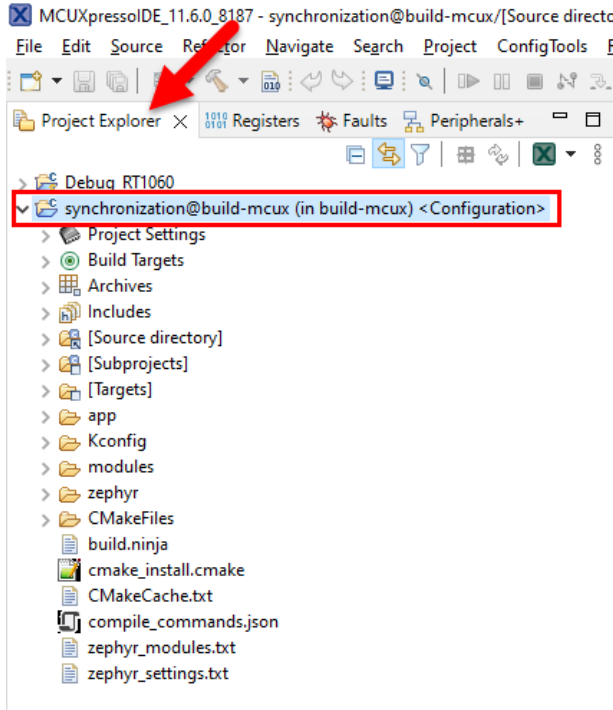 MCUXpressoIDE_11.6.0_8187 - synchronization@build-mcux/[Source directo
File Edit Source Refactor Navigate Search Project ConfigTools
Project Explorer Registers Faults Peripherals+
Debug_RT1060
synchronization@build-mcux (in build-mcux) <Configuration>
Project Settings
Build Targets
Archives
Includes
[Source directory]
[Subprojects]
[Targets]
app
Kconfig
modules
zephyr
CMakeFiles
build.ninja
cmake_install.cmake
CMakeCache.txt
compile_commands.json
zephyr_modules.txt
zephyr_settings.txt